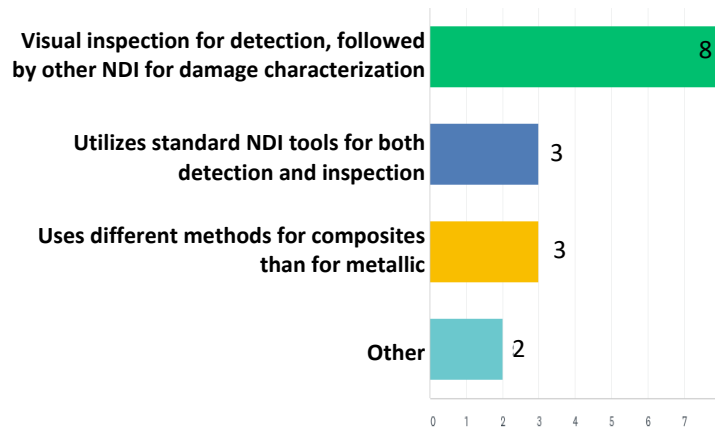 Visual inspection for detection, followed
by other NDI for damage characterization
8
Utilizes standard NDI tools for both
detection and inspection
3
Uses different methods for composites
than for metallic
3
Other
2
0 1 2 3 4 5 6 7